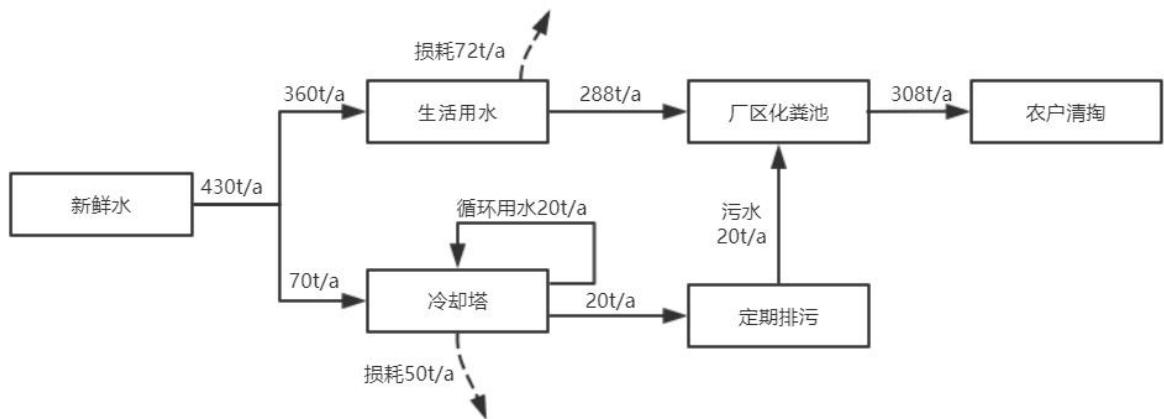 损耗72t/a
360t/a
生活用水
288t/a
厂区化粪池
308t/a
农户清掏
新鲜水
430t/a
循环用水20t/a
污水
20t/a
70t/a
冷却塔
20t/a
定期排污
损耗50t/a